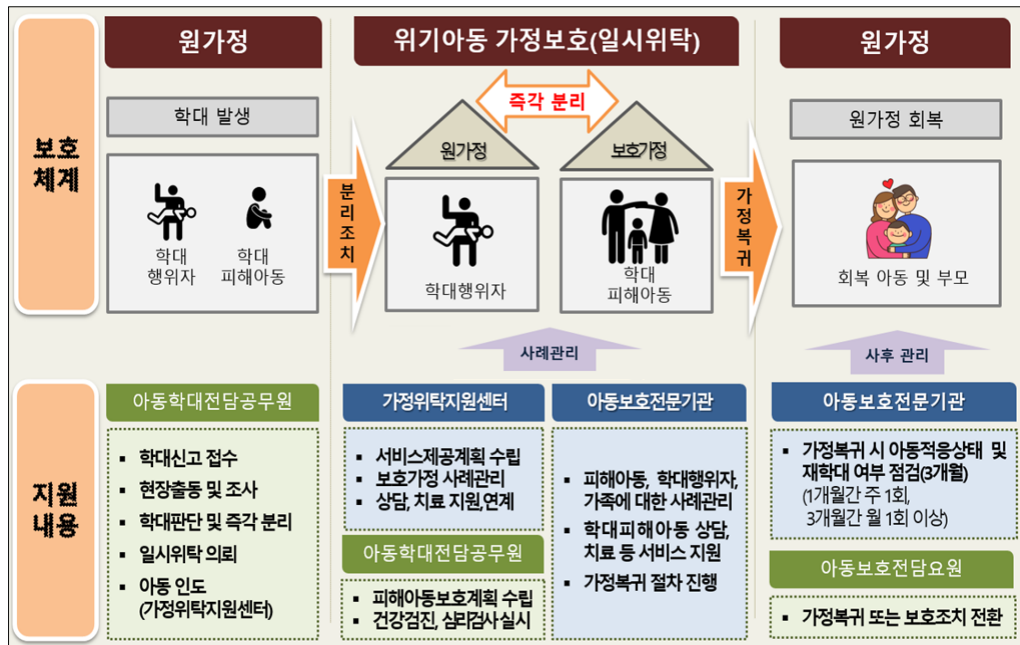 원가정
위기아동 가정보호(일시위탁)
원가정
보호
체계
학대 발생
학대
행위자
학대
피해아동
분리조치
즉각 분리
원가정
보호가정
학대행위자
학대
피해아동
가정복귀
원가정 회복
회복 아동 및 부모
사례관리
사후 관리
지원
내용
아동학대전담공무원
▪ 학대신고 접수
▪ 현장출동 및 조사
▪ 학대판단 및 즉각 분리
▪ 일시위탁 의뢰
▪ 아동 인도
(가정위탁지원센터)
가정위탁지원센터
▪ 서비스제공계획 수립
▪ 보호가정 사례관리
▪ 상담, 치료 지원,연계
아동학대전담공무원
▪ 피해아동보호계획 수립
▪ 건강검진, 심리검사 실시
아동보호전문기관
▪ 피해아동, 학대행위자,
가족에 대한 사례관리
▪ 학대피해아동 상담,
치료 등 서비스 지원
▪ 가정복귀 절차 진행
아동보호전문기관
▪ 가정복귀 시 아동적응상태 및
재학대 여부 점검(3개월)
(1개월간 주 1회,
3개월간 월 1회 이상)
아동보호전담요원
▪ 가정복귀 또는 보호조치 전환